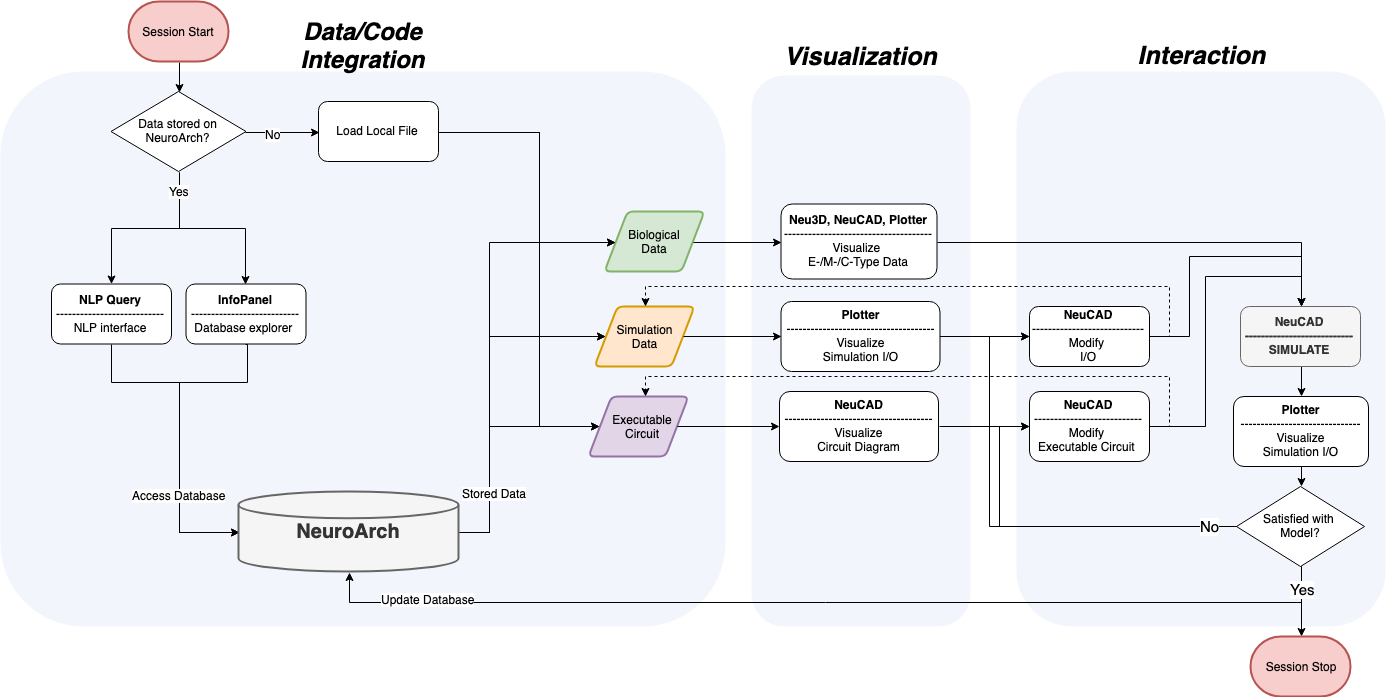 Session Start
Data/Code
Integration
Visualization
Interaction
Data stored on
NeuroArch?
No
Load Local File
Yes
NLP Query
NLP interface
InfoPanel
Database explorer
Access Database
NeuroArch
Stored Data
Update Database
Biological
Data
Simulation
Data
Executable
Circuit
Neu3D, NeuCAD, Plotter
Visualize
E-/M-/C-Type Data
Plotter
Visualize
Simulation I/O
NeuCAD
Visualize
Circuit Diagram
NeuCAD
Modify
I/O
NeuCAD
Modify
Executable Circuit
NeuCAD
SIMULATE
Plotter
Visualize
Simulation I/O
Satisfied with
Model?
No
Yes
Session Stop